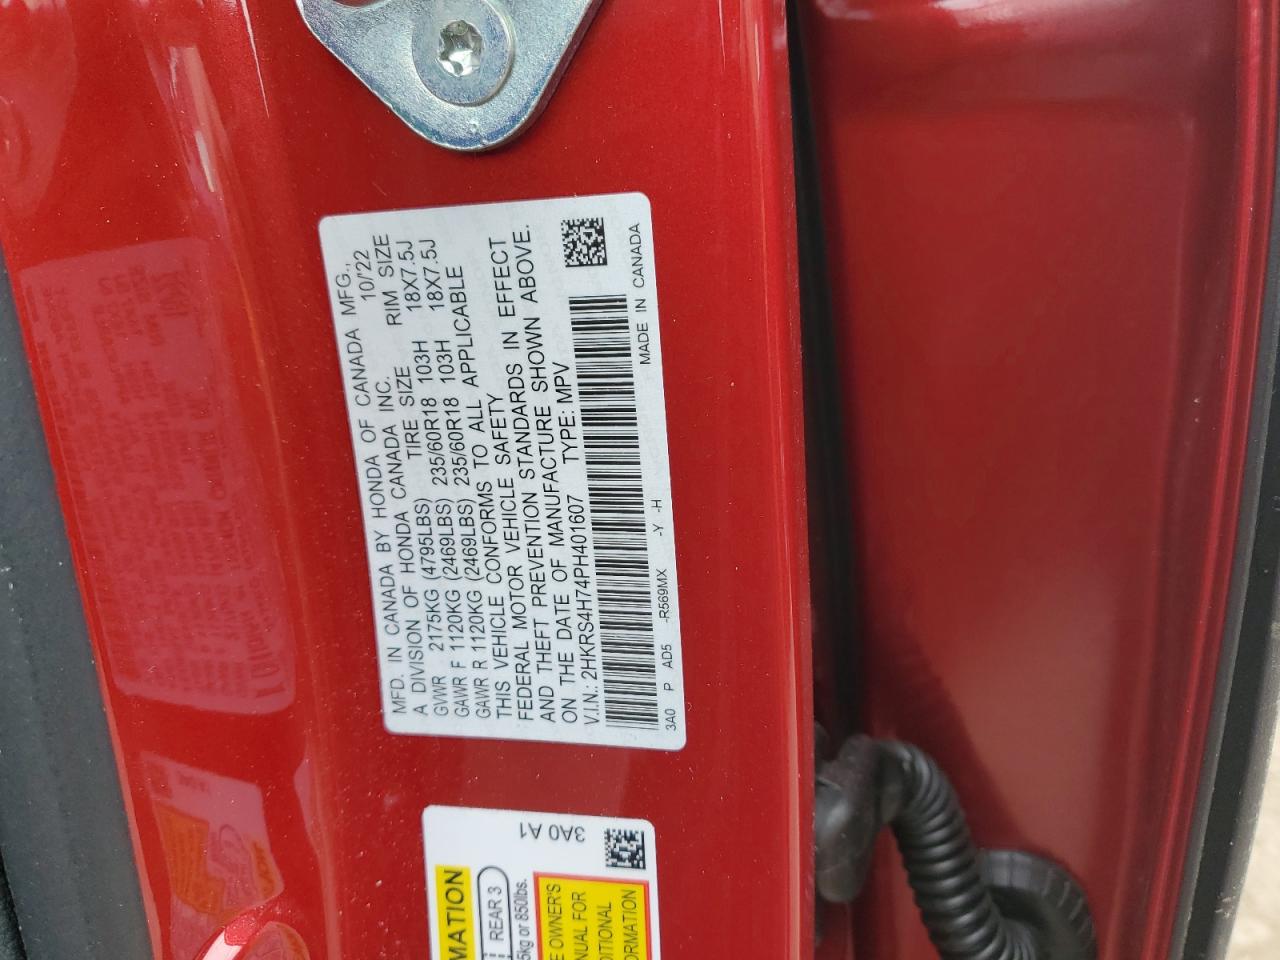 MFD. IN CANADA BY HONDA OF CANADA MFG.,
A DIVISION OF HONDA CANADA INC. 10/'22
GVWR 2175KG (4795LBS) TIRE SIZE RIM SIZE
GAWR F 1120KG (2469LBS) 235/60R18 103H 18X7.5J
GAWR R 1120KG (2469LBS) 235/60R18 103H 18X7.5J
THIS VEHICLE CONFORMS TO ALL APPLICABLE
FEDERAL MOTOR VEHICLE SAFETY
AND THEFT PREVENTION STANDARDS IN EFFECT
ON THE DATE OF MANUFACTURE SHOWN ABOVE.
V.I.N.: 2HKRS4H74PH401607 TYPE: MPV
3A0 P AD5 -R569MX -Y -H MADE IN CANADA
3A0 A1
MATION
REAR 3
5kg or 850lbs.
E OWNER'S
NUAL FOR
DITIONAL
ORMATION